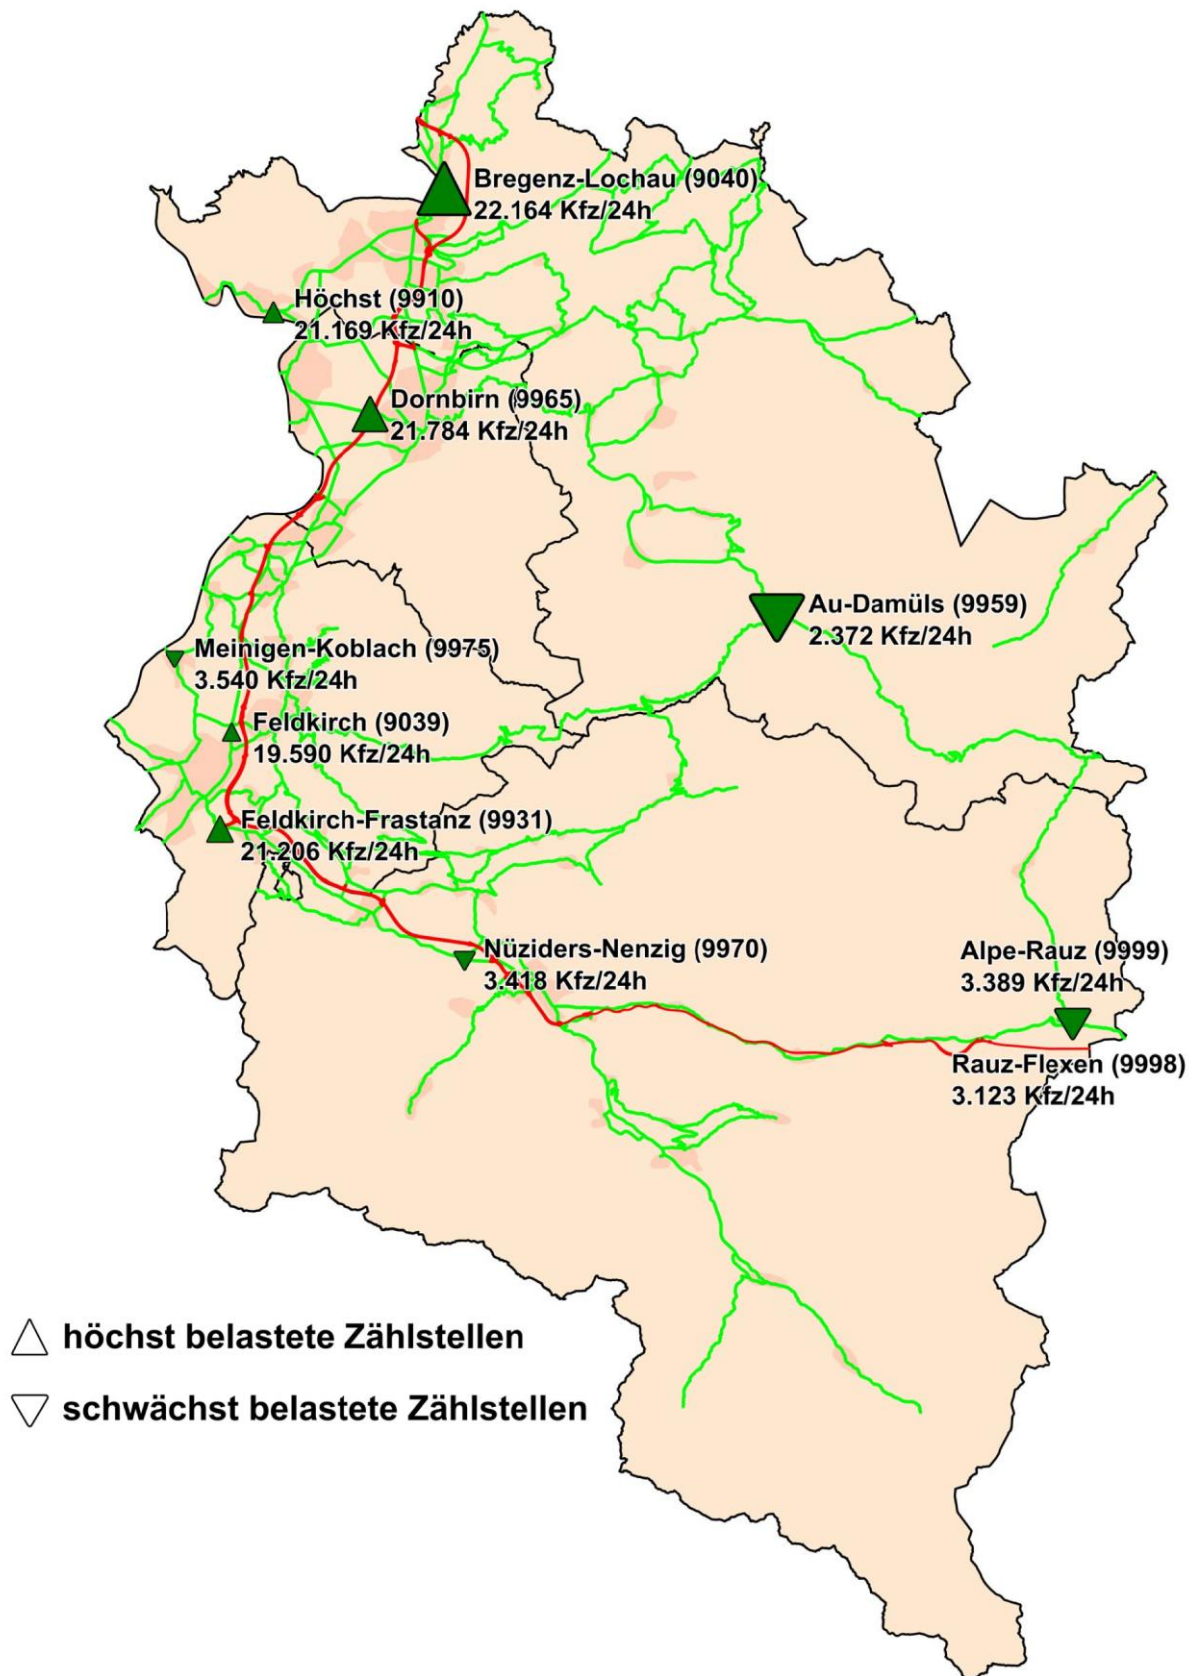 Bregenz-Lochau (9040)
22.164 Kfz/24h
Höchst (9910)
21.169 Kfz/24h
Dornbirn (9965)
21.784 Kfz/24h
Au-Damüls (9959)
2.372 Kfz/24h
Meinigen-Koblach (9975)
3.540 Kfz/24h
Feldkirch (9039)
19.590 Kfz/24h
Feldkirch-Frastanz (9931)
21.206 Kfz/24h
Nüziders-Nenzig (9970)
3.418 Kfz/24h
Alpe-Rauz (9999)
3.389 Kfz/24h
Rauz-Flexen (9998)
3.123 Kfz/24h
höchst belastete Zählstellen
schwächst belastete Zählstellen